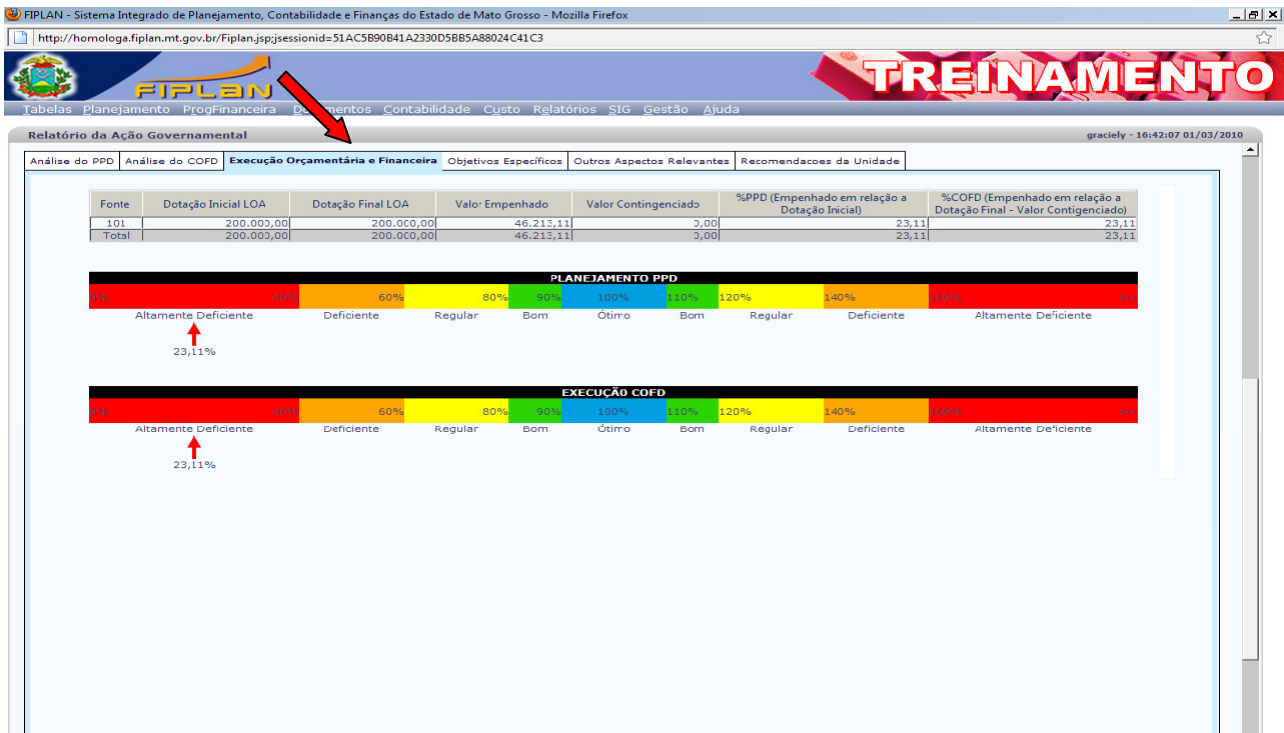 FIPLAN - Sistema Integrado de Planejamento, Contabilidade e Finanças do Estado de Mato Grosso - Mozilla Firefox
http://homologa.fiplan.mt.gov.br/Fiplan.jsp;jsessionid=51AC5B90B41A2330D5BB5A88024C41C3
FIPLAN TREINAMENTO
Tabelas Planejamento ProgFinanceira Documentos Contabilidade Custo Relatórios SIG Gestão Ajuda
Relatório da Ação Governamental graciely - 16:42:07 01/03/2010
Análise do PPD Análise do COFD Execução Orçamentária e Financeira Objetivos Específicos Outros Aspectos Relevantes Recomendacoes da Unidade
Fonte Dotação Inicial LOA Dotação Final LOA Valor Empenhado Valor Contingenciado %PPD (Empenhado em relação a Dotação Inicial) %COFD (Empenhado em relação a Dotação Final - Valor Contigenciado)
101 200.000,00 200.000,00 46.213,11 0,00 23,11 23,11
Total 200.000,00 200.000,00 46.213,11 0,00 23,11 23,11
PLANEJAMENTO PPD
0% 40% 60% 80% 90% 100% 110% 120% 140% 160% ∞
Altamente Deficiente Deficiente Regular Bom Ótimo Bom Regular Deficiente Altamente Deficiente
23,11%
EXECUÇÃO COFD
0% 40% 60% 80% 90% 100% 110% 120% 140% 160% ∞
Altamente Deficiente Deficiente Regular Bom Ótimo Bom Regular Deficiente Altamente Deficiente
23,11%